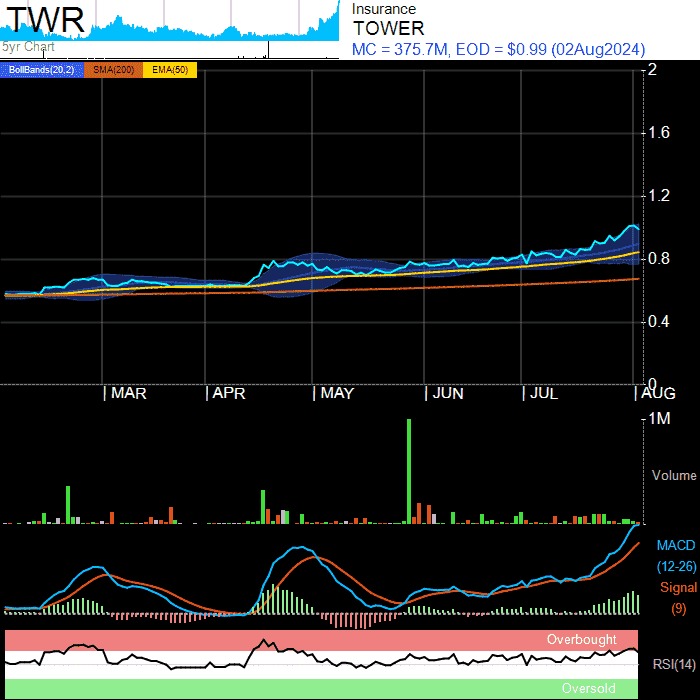 TWR
5yr Chart
Insurance
TOWER
MC = 375.7M, EOD = $0.99 (02Aug2024)
BollBands(20,2) SMA(200) EMA(50)
2
1.6
1.2
0.8
0.4
0
MAR APR MAY JUN JUL AUG
1M
Volume
MACD
(12-26)
Signal
(9)
Overbought
RSI(14)
Oversold